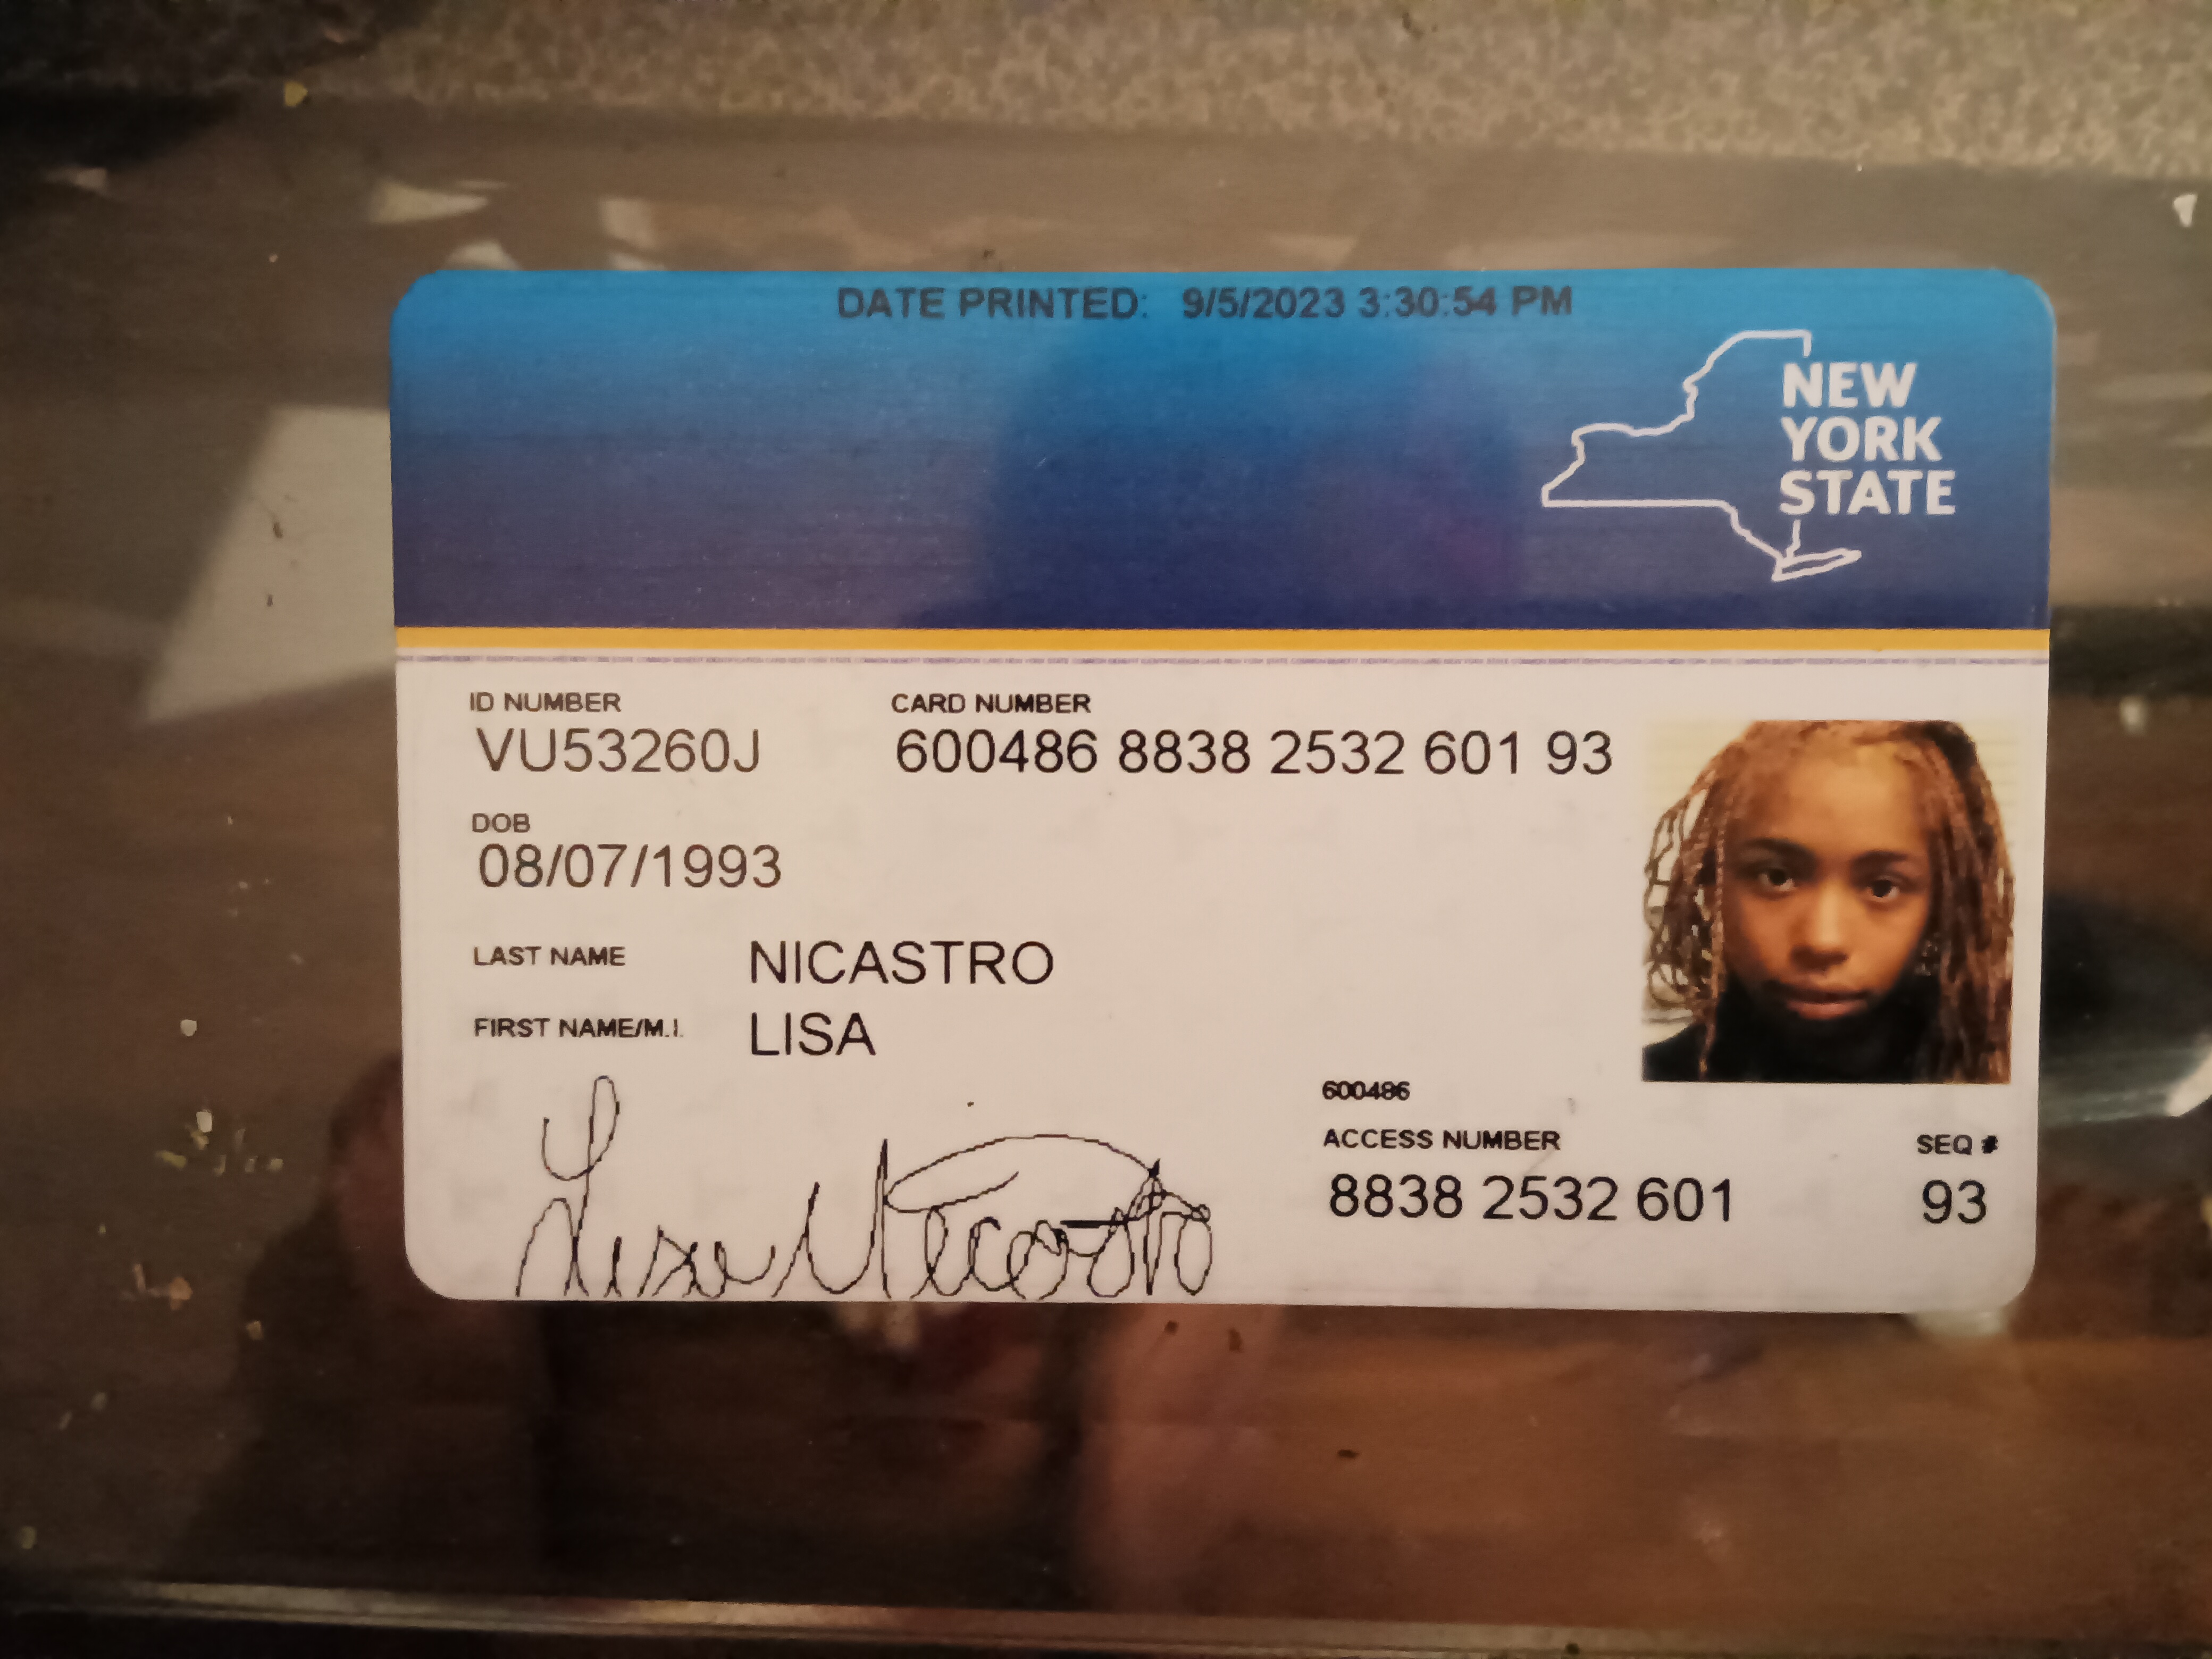 DATE PRINTED: 9/5/2023 3:30:54 PM
NEW
YORK
STATE
ID NUMBER
VU53260J
CARD NUMBER
600486 8838 2532 601 93
DOB
08/07/1993
LAST NAME NICASTRO
FIRST NAME/M.I. LISA
600486
ACCESS NUMBER
8838 2532 601
SEQ #
93